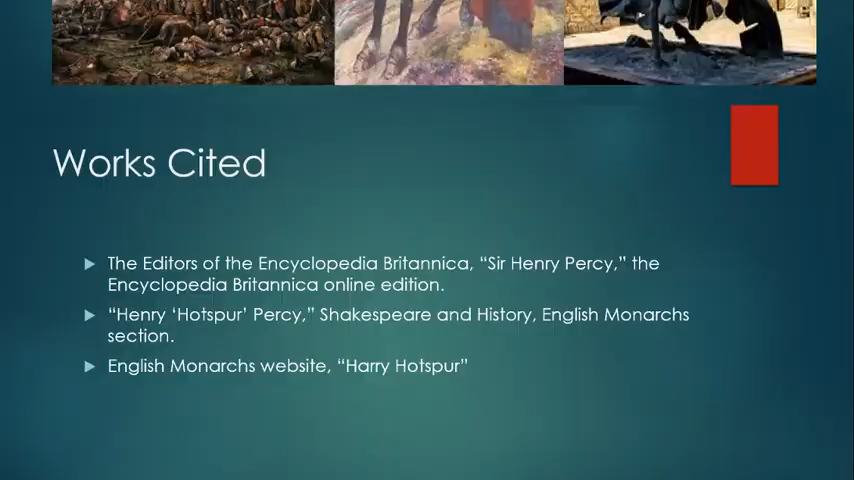 Works Cited
The Editors of the Encyclopedia Britannica, “Sir Henry Percy,” the
Encyclopedia Britannica online edition.
“Henry ‘Hotspur’ Percy,” Shakespeare and History, English Monarchs
section.
English Monarchs website, “Harry Hotspur”